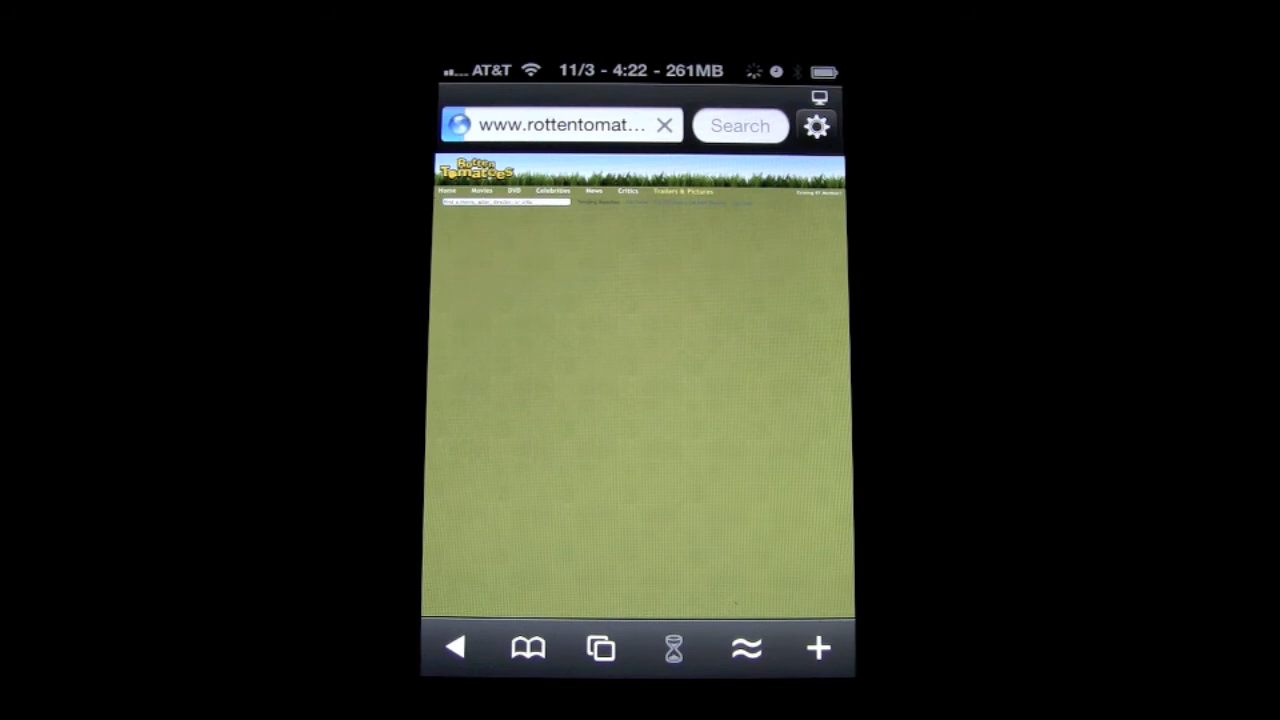 AT&T 11/3 - 4:22 - 261MB
www.rottentomat... Search
Rotten
Tomatoes
Home Movies DVD Celebrities News Critics Trailers & Pictures